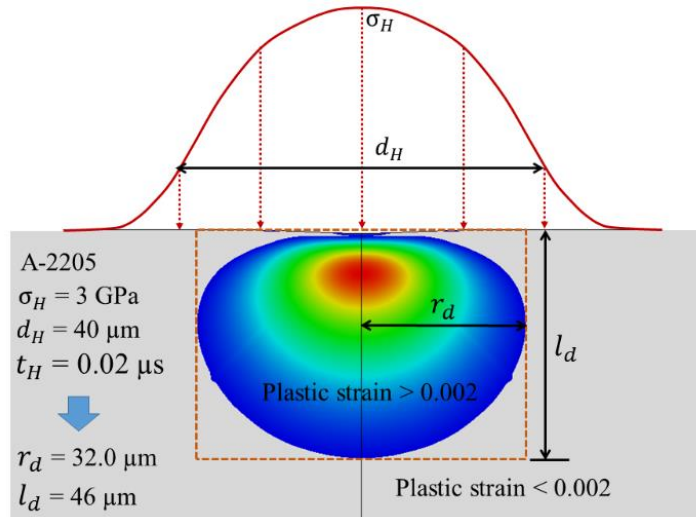 σ_H
d_H
A-2205
σ_H = 3 GPa
d_H = 40 μm
t_H = 0.02 μs
r_d
l_d
Plastic strain > 0.002
r_d = 32.0 μm
l_d = 46 μm
Plastic strain < 0.002